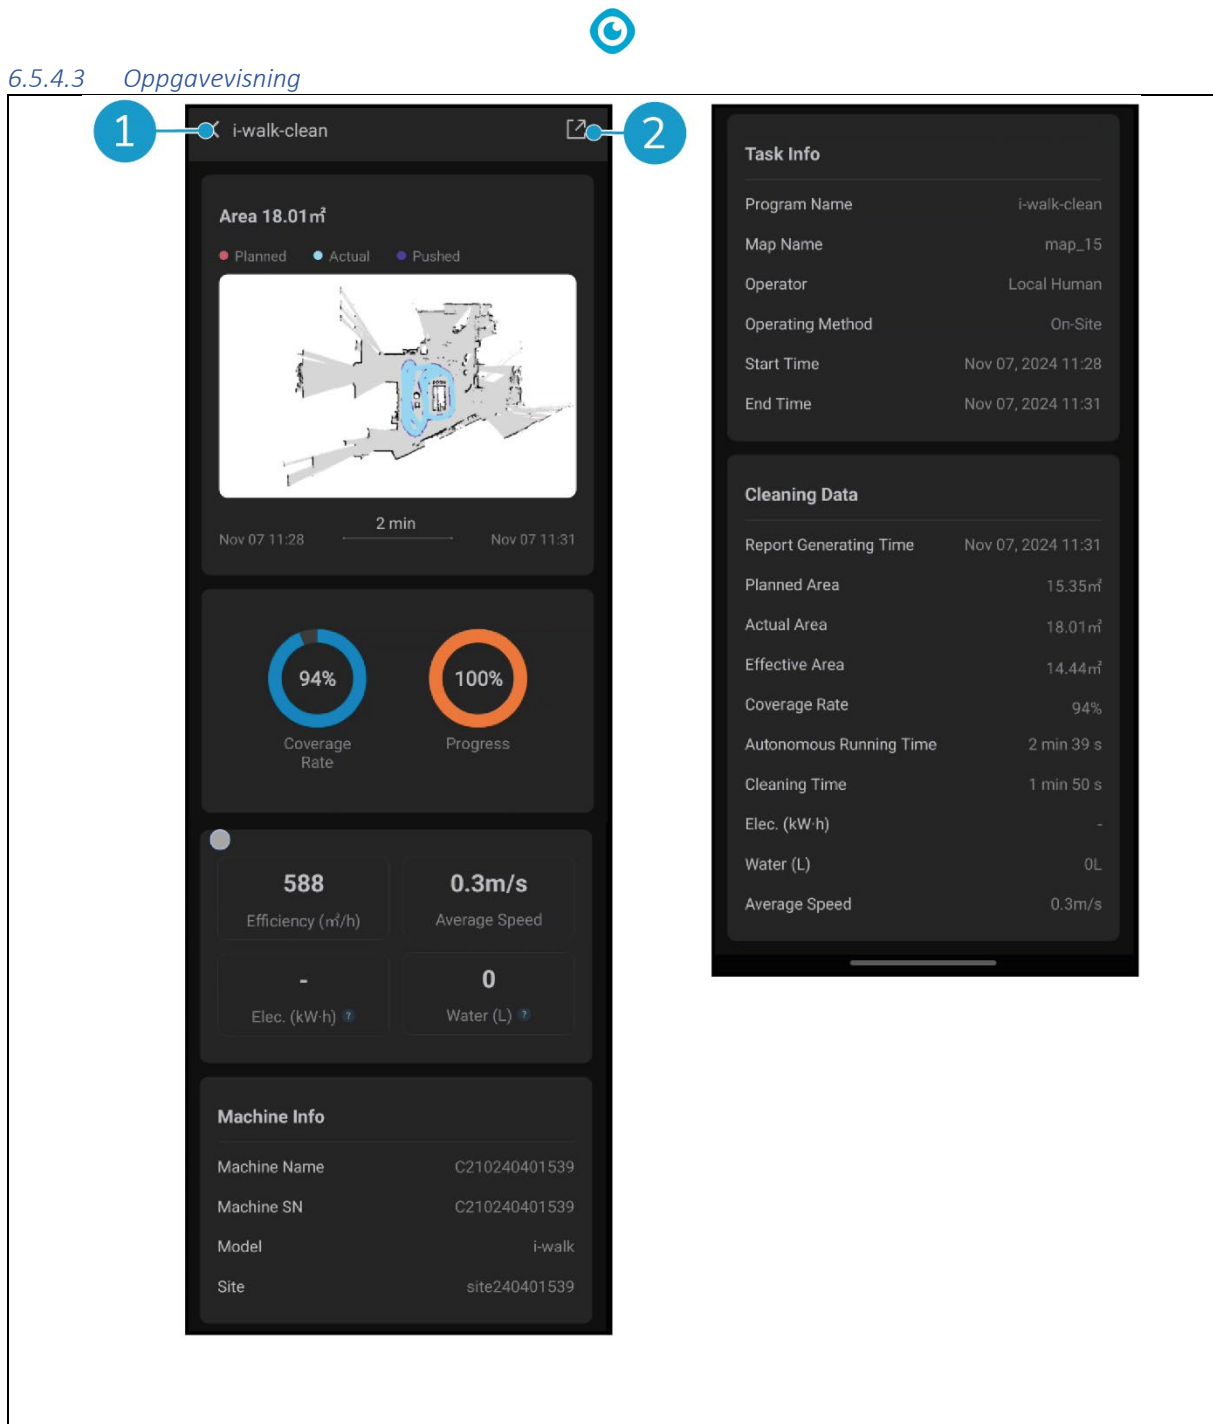 6.5.4.3 Oppgavevisning
1
i-walk-clean
2
Area 18.01㎡
Planned Actual Pushed
2 min
Nov 07 11:28 Nov 07 11:31
94% 100%
Coverage Progress
Rate
588 0.3m/s
Efficiency (㎡/h) Average Speed
- 0
Elec. (kW·h) ? Water (L) ?
Machine Info
Machine Name C210240401539
Machine SN C210240401539
Model i-walk
Site site240401539
Task Info
Program Name i-walk-clean
Map Name map_15
Operator Local Human
Operating Method On-Site
Start Time Nov 07, 2024 11:28
End Time Nov 07, 2024 11:31
Cleaning Data
Report Generating Time Nov 07, 2024 11:31
Planned Area 15.35㎡
Actual Area 18.01㎡
Effective Area 14.44㎡
Coverage Rate 94%
Autonomous Running Time 2 min 39 s
Cleaning Time 1 min 50 s
Elec. (kW·h) -
Water (L) 0L
Average Speed 0.3m/s